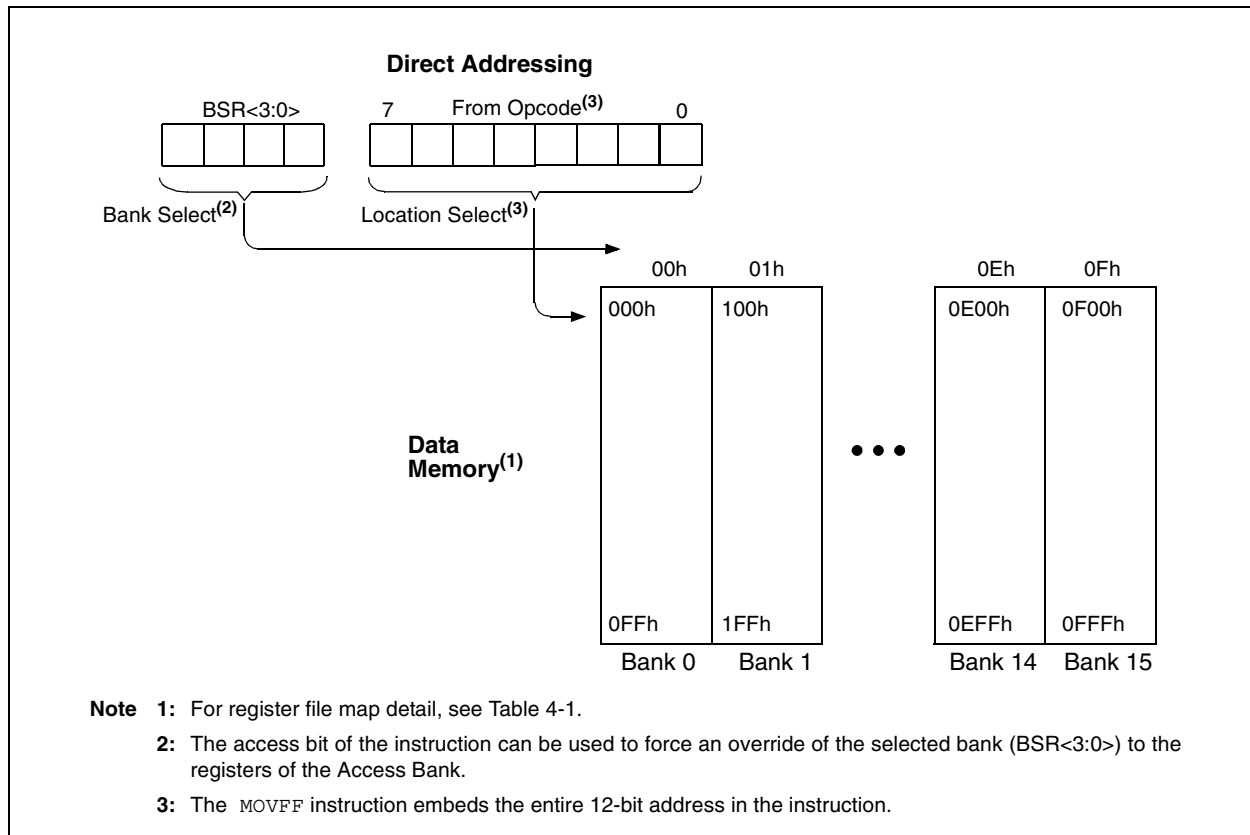 Direct Addressing
BSR<3:0>
7 From Opcode(3) 0
Bank Select(2)
Location Select(3)
00h 01h 0Eh 0Fh
000h 100h 0E00h 0F00h
Data
Memory(1)
0FFh 1FFh 0EFFh 0FFFh
Bank 0 Bank 1 Bank 14 Bank 15
Note 1: For register file map detail, see Table 4-1.
2: The access bit of the instruction can be used to force an override of the selected bank (BSR<3:0>) to the
registers of the Access Bank.
3: The MOVFF instruction embeds the entire 12-bit address in the instruction.